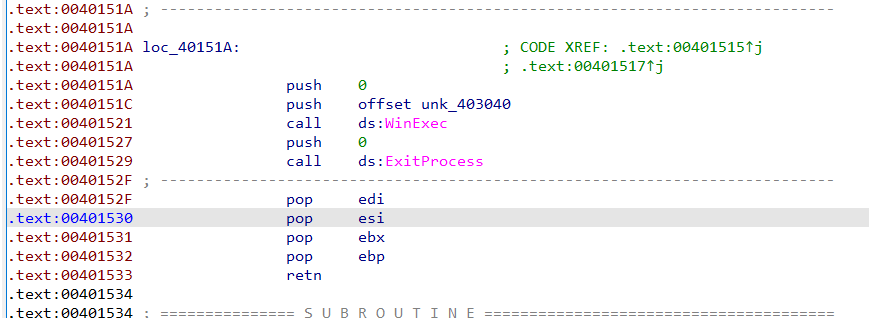 .text:0040151A ; ---------------------------------------------------------------------------
.text:0040151A
.text:0040151A loc_40151A: ; CODE XREF: .text:00401515↑j
.text:0040151A ; .text:00401517↑j
.text:0040151A push 0
.text:0040151C push offset unk_403040
.text:00401521 call ds:WinExec
.text:00401527 push 0
.text:00401529 call ds:ExitProcess
.text:0040152F ; ---------------------------------------------------------------------------
.text:0040152F pop edi
.text:00401530 pop esi
.text:00401531 pop ebx
.text:00401532 pop ebp
.text:00401533 retn
.text:00401534
.text:00401534 ; =============== S U B R O U T I N E =======================================